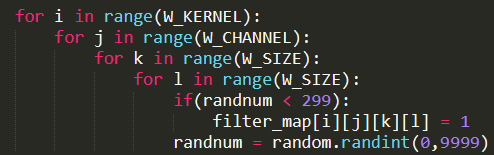 for i in range(W_KERNEL):
    for j in range(W_CHANNEL):
        for k in range(W_SIZE):
            for l in range(W_SIZE):
                if(randnum < 299):
                    filter_map[i][j][k][l] = 1
                randnum = random.randint(0,9999)